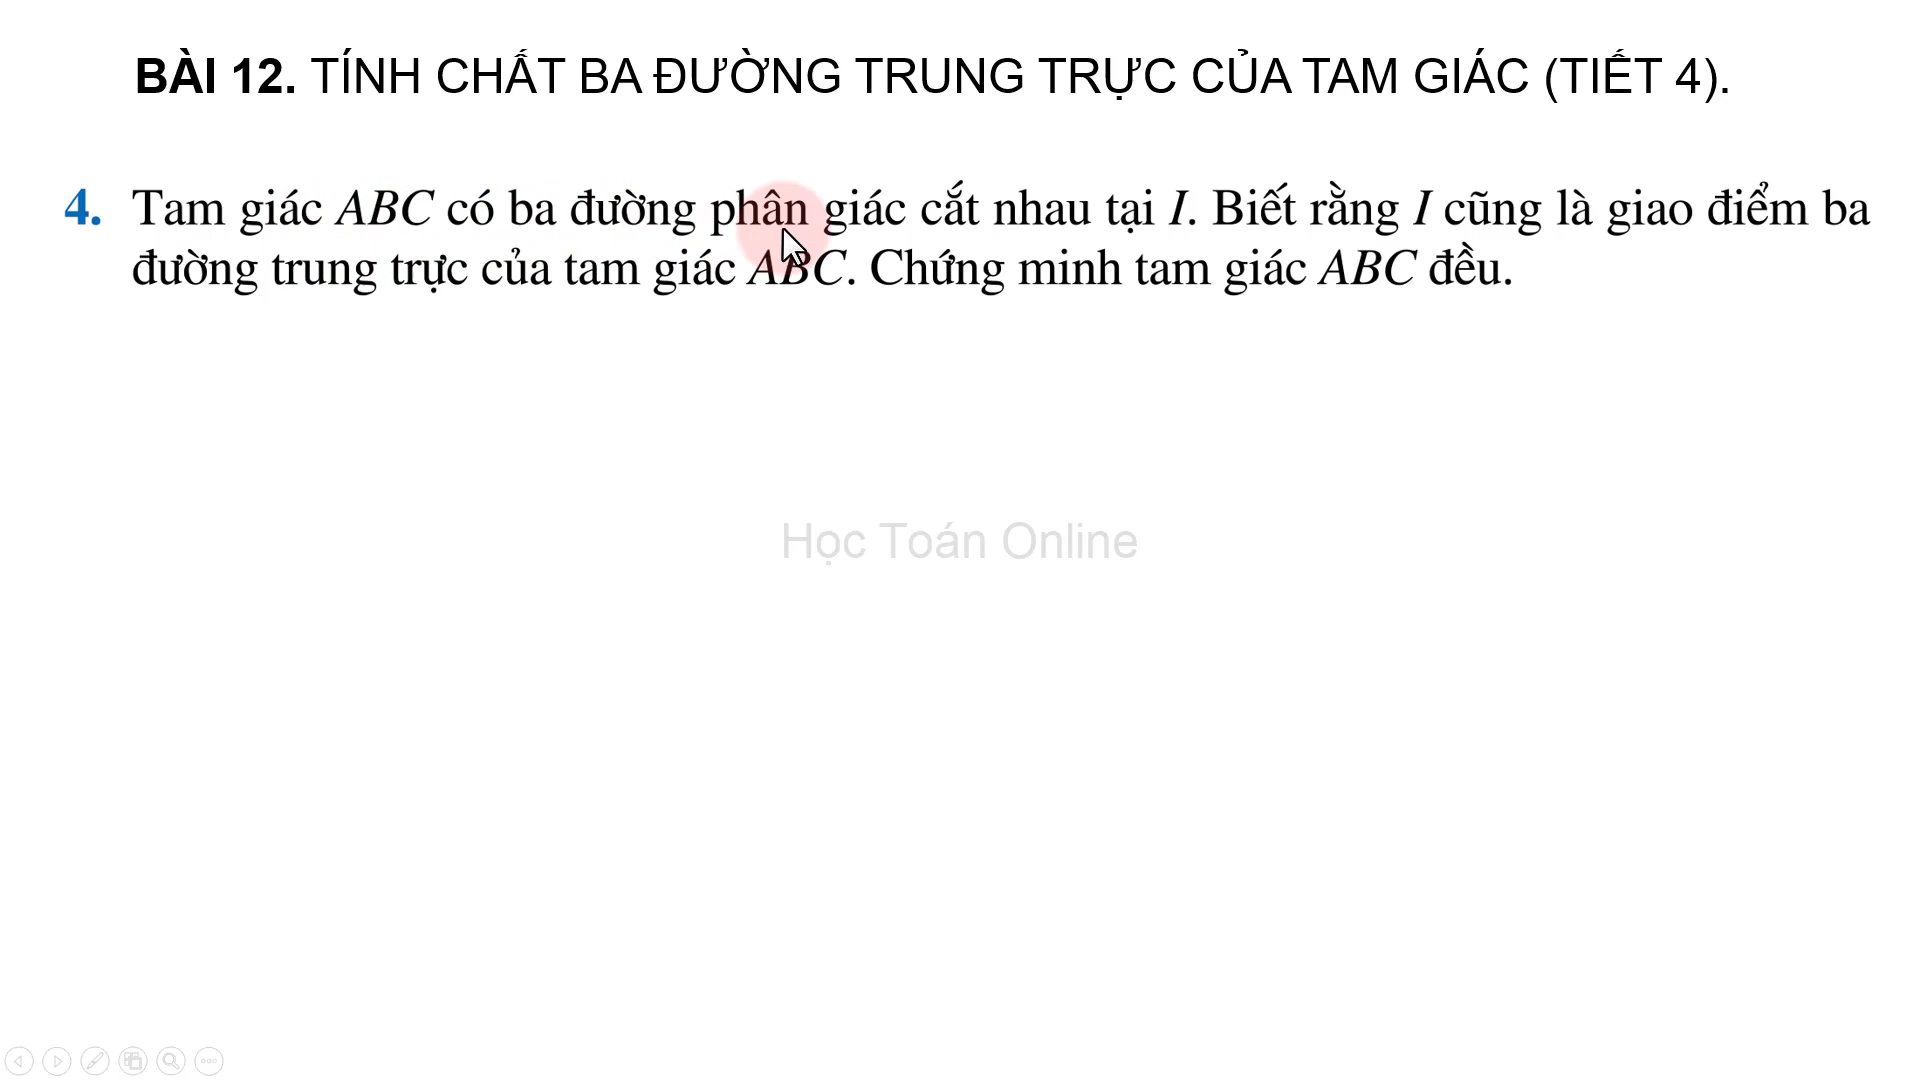 BÀI 12. TÍNH CHẤT BA ĐƯỜNG TRUNG TRỰC CỦA TAM GIÁC (TIẾT 4).
4. Tam giác ABC có ba đường phân giác cắt nhau tại I. Biết rằng I cũng là giao điểm ba
đường trung trực của tam giác ABC. Chứng minh tam giác ABC đều.
Học Toán Online